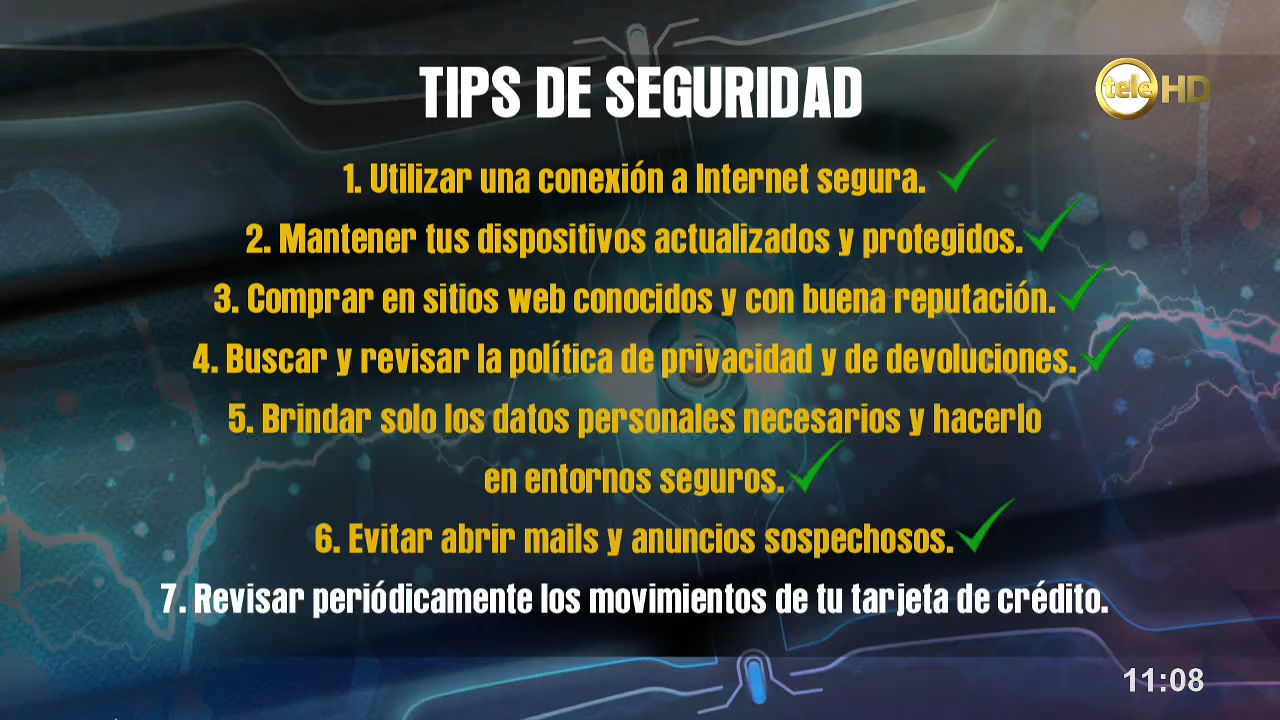 TIPS DE SEGURIDAD
tele HD
1. Utilizar una conexión a Internet segura.
2. Mantener tus dispositivos actualizados y protegidos.
3. Comprar en sitios web conocidos y con buena reputación.
4. Buscar y revisar la política de privacidad y de devoluciones.
5. Brindar solo los datos personales necesarios y hacerlo
en entornos seguros.
6. Evitar abrir mails y anuncios sospechosos.
7. Revisar periódicamente los movimientos de tu tarjeta de crédito.
11:08